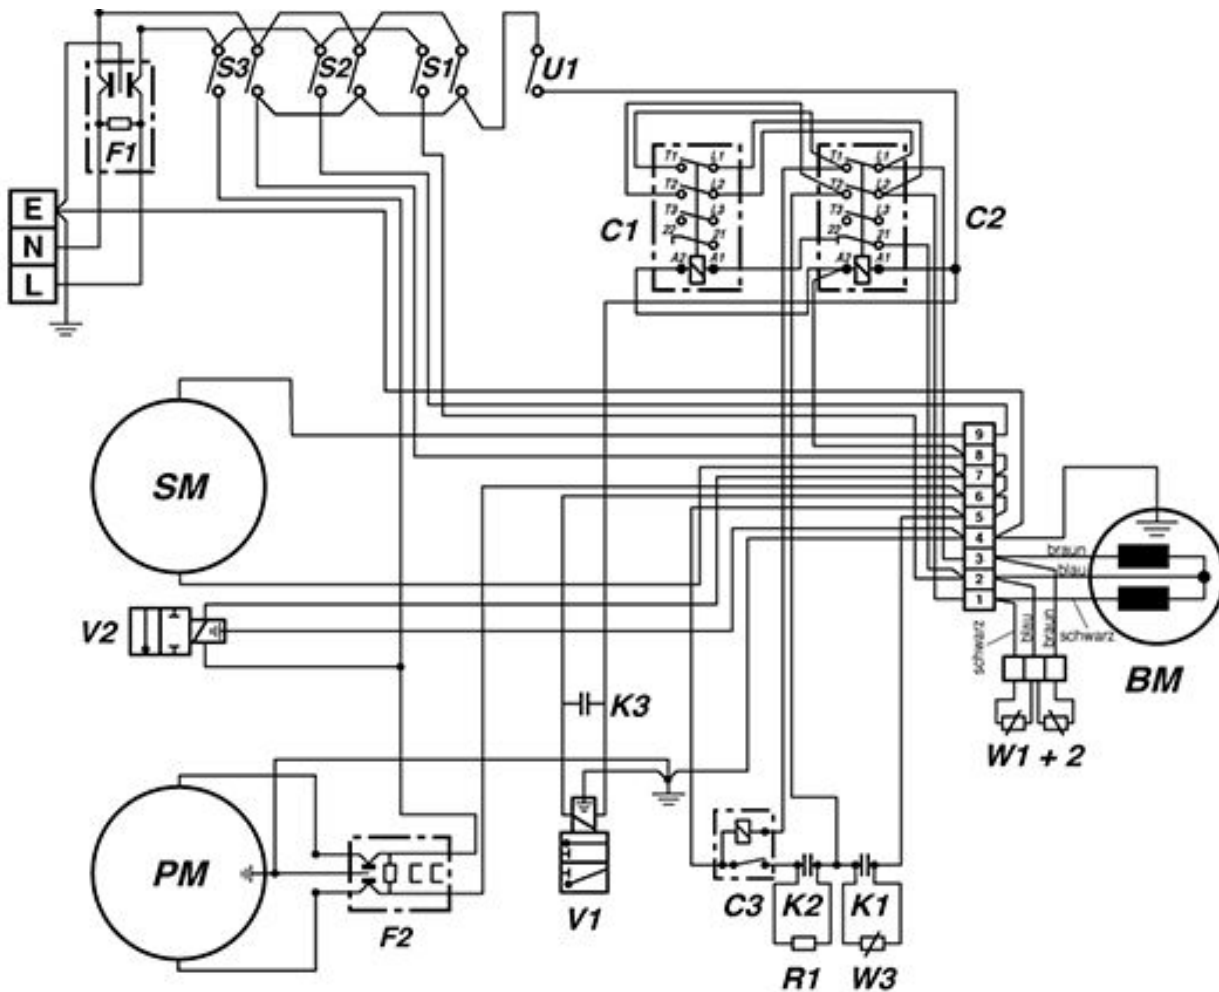 S3
S2
S1
U1
F1
E
N
L
C1
T1
L1
T2
L2
T3
L3
22
21
A2
A1
T1
L1
T2
L2
T3
L3
22
21
A2
A1
C2
SM
9
8
7
6
5
4
3
2
1
braun
blau
schwarz
schwarz
blau
braun
BM
W1 + 2
V2
K3
PM
F2
V1
C3
K2
K1
R1
W3